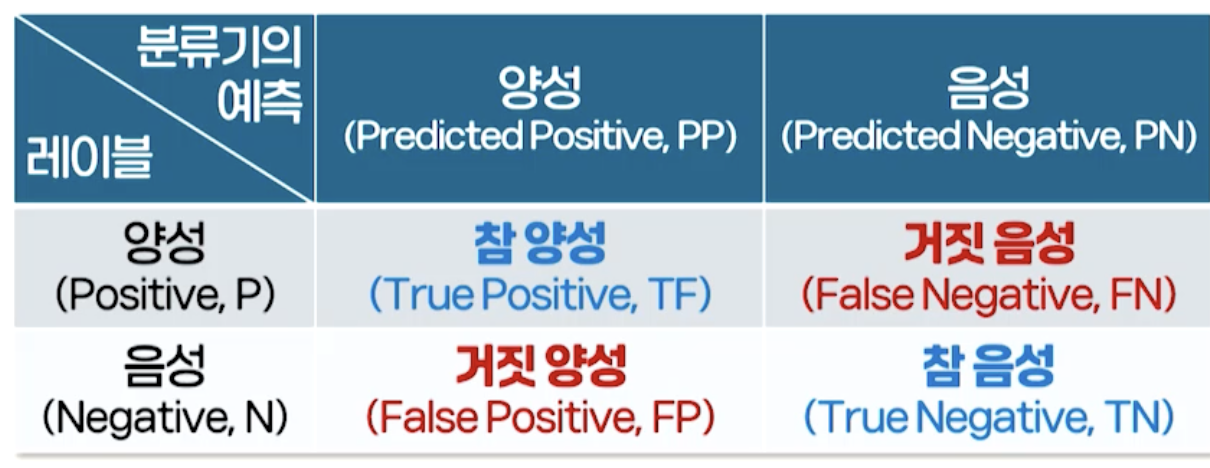 분류기의
예측
레이블
양성
(Predicted Positive, PP)
음성
(Predicted Negative, PN)
양성
(Positive, P)
참 양성
(True Positive, TF)
거짓 음성
(False Negative, FN)
음성
(Negative, N)
거짓 양성
(False Positive, FP)
참 음성
(True Negative, TN)